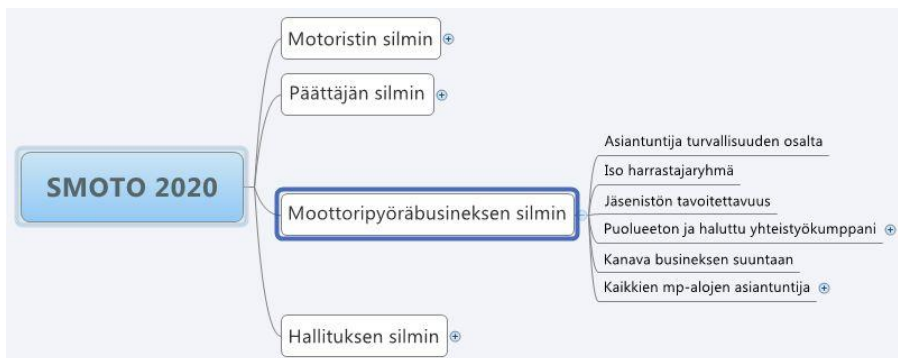 SMOTO 2020
Motoristin silmin
Päättäjän silmin
Moottoripyöräbusineksen silmin
Asiantuntija turvallisuuden osalta
Iso harrastajaryhmä
Jäsenistön tavoitettavuus
Puolueeton ja haluttu yhteistyökumppani
Kanava busineksen suuntaan
Kaikkien mp-alojen asiantuntija
Hallituksen silmin